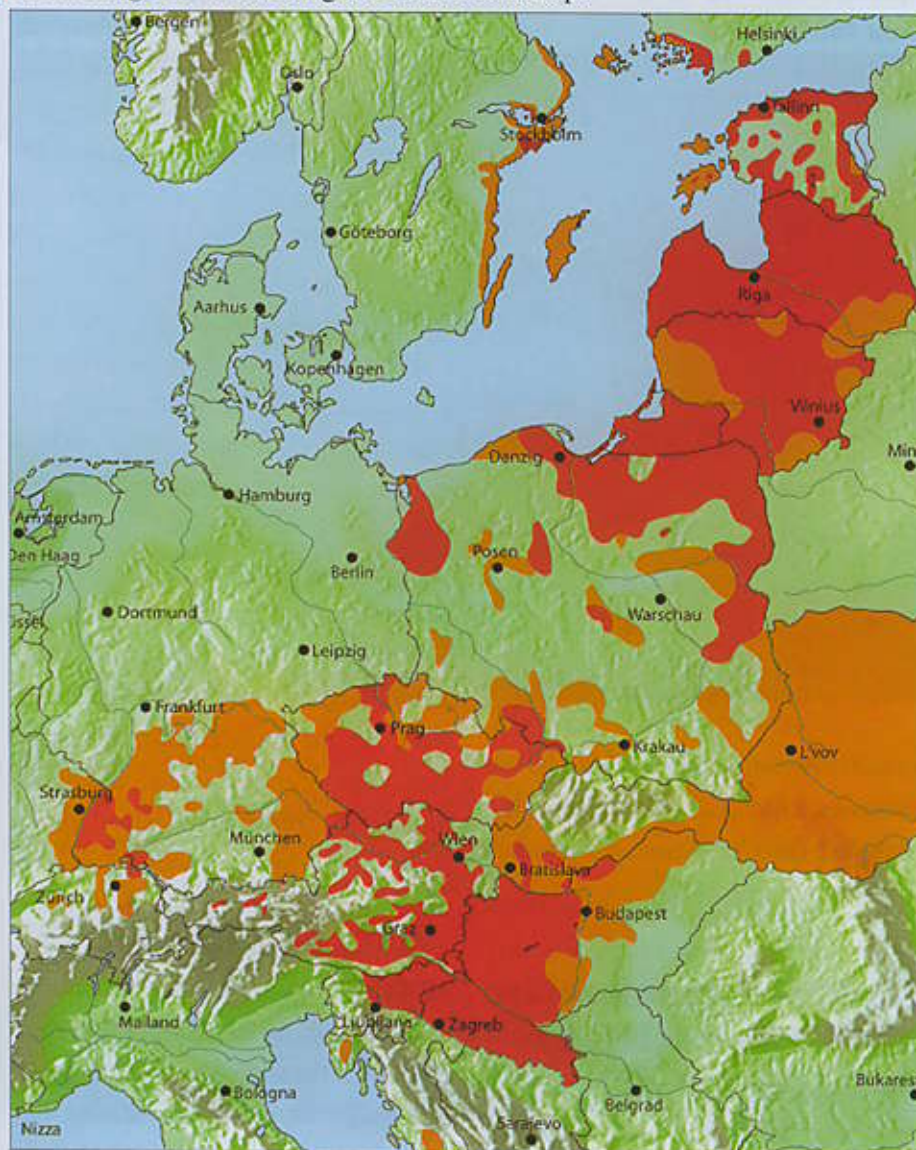 Bergen
Helsinki
Oslo
Tallinn
Stockholm
Göteborg
Riga
Aarhus
Kopenhagen
Wilnius
Danzig
Min
Hamburg
Amsterdam
Den Haag
Posen
Berlin
Warschau
Dortmund
üssel
Leipzig
Frankfurt
Prag
Krakau
L'vov
Strasburg
München
Wien
Bratislava
Zürich
Budapest
Graz
Mailand
Ljubljana
Zagreb
Bologna
Belgrad
Bukares
Nizza
Sarajevo